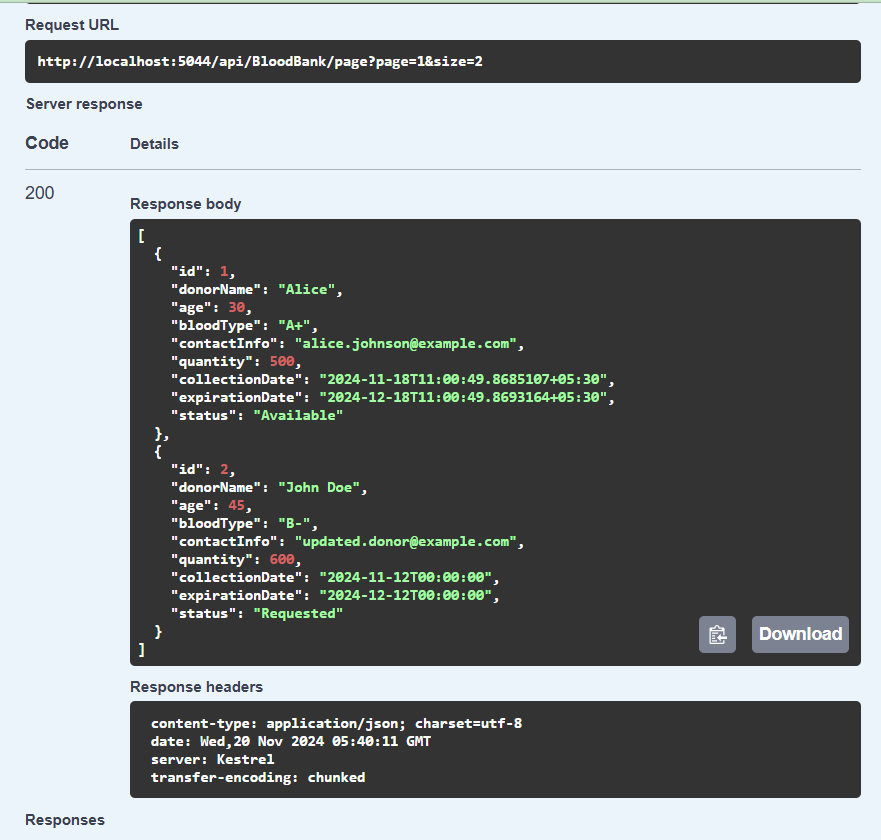 Request URL
http://localhost:5044/api/BloodBank/page?page=1&size=2
Server response
Code Details
200
Response body
[
  {
    "id": 1,
    "donorName": "Alice",
    "age": 30,
    "bloodType": "A+",
    "contactInfo": "alice.johnson@example.com",
    "quantity": 500,
    "collectionDate": "2024-11-18T11:00:49.8685107+05:30",
    "expirationDate": "2024-12-18T11:00:49.8693164+05:30",
    "status": "Available"
  },
  {
    "id": 2,
    "donorName": "John Doe",
    "age": 45,
    "bloodType": "B-",
    "contactInfo": "updated.donor@example.com",
    "quantity": 600,
    "collectionDate": "2024-11-12T00:00:00",
    "expirationDate": "2024-12-12T00:00:00",
    "status": "Requested"
  }
]
Download
Response headers
content-type: application/json; charset=utf-8
date: Wed,20 Nov 2024 05:40:11 GMT
server: Kestrel
transfer-encoding: chunked
Responses